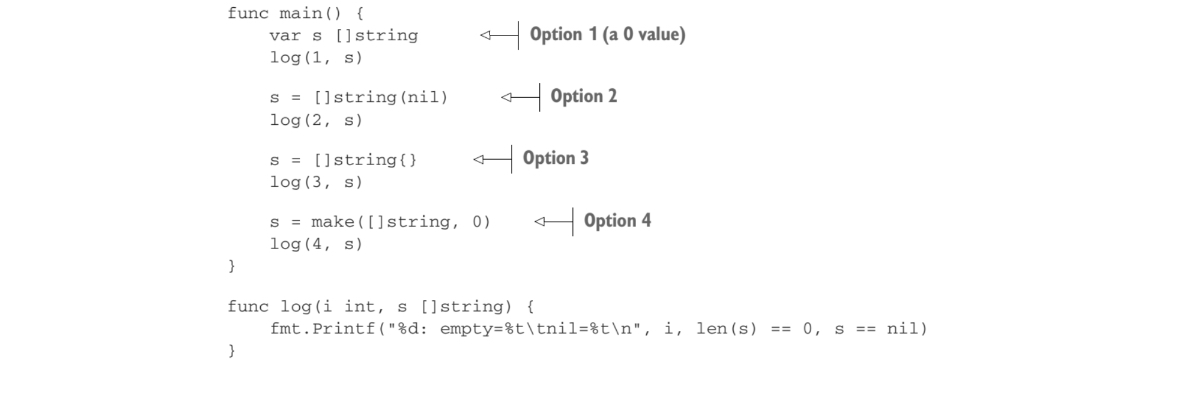 func main() {
    var s []string    Option 1 (a 0 value)
    log(1, s)
    s = []string(nil)    Option 2
    log(2, s)
    s = []string{}    Option 3
    log(3, s)
    s = make([]string, 0)    Option 4
    log(4, s)
}
func log(i int, s []string) {
    fmt.Printf("%d: empty=%t\tnil=%t\n", i, len(s) == 0, s == nil)
}